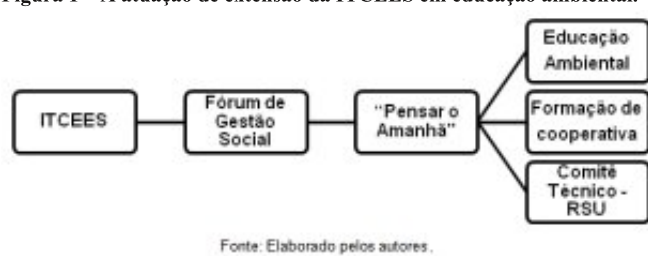 Figura 1 – A atuação de extensão da ITCEES em educação ambiental.
ITCEES
Fórum de
Gestão
Social
"Pensar o
Amanhã"
Educação
Ambiental
Formação de
cooperativa
Comitê
Técnico -
RSU
Fonte: Elaborado pelos autores.